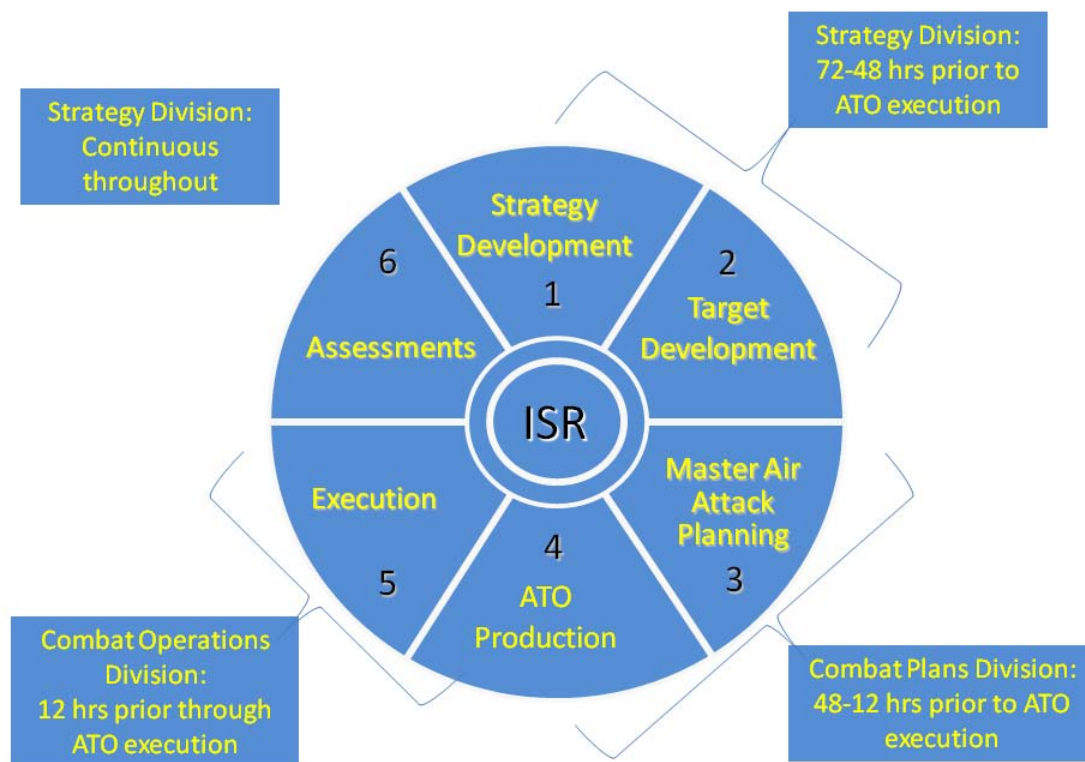 Strategy Division:
72-48 hrs prior to
ATO execution
Strategy Division:
Continuous
throughout
Strategy
Development
1
2
Target
Development
Master Air
Attack
Planning
3
4
ATO
Production
Execution
5
6
Assessments
ISR
Combat Operations
Division:
12 hrs prior through
ATO execution
Combat Plans Division:
48-12 hrs prior to ATO
execution